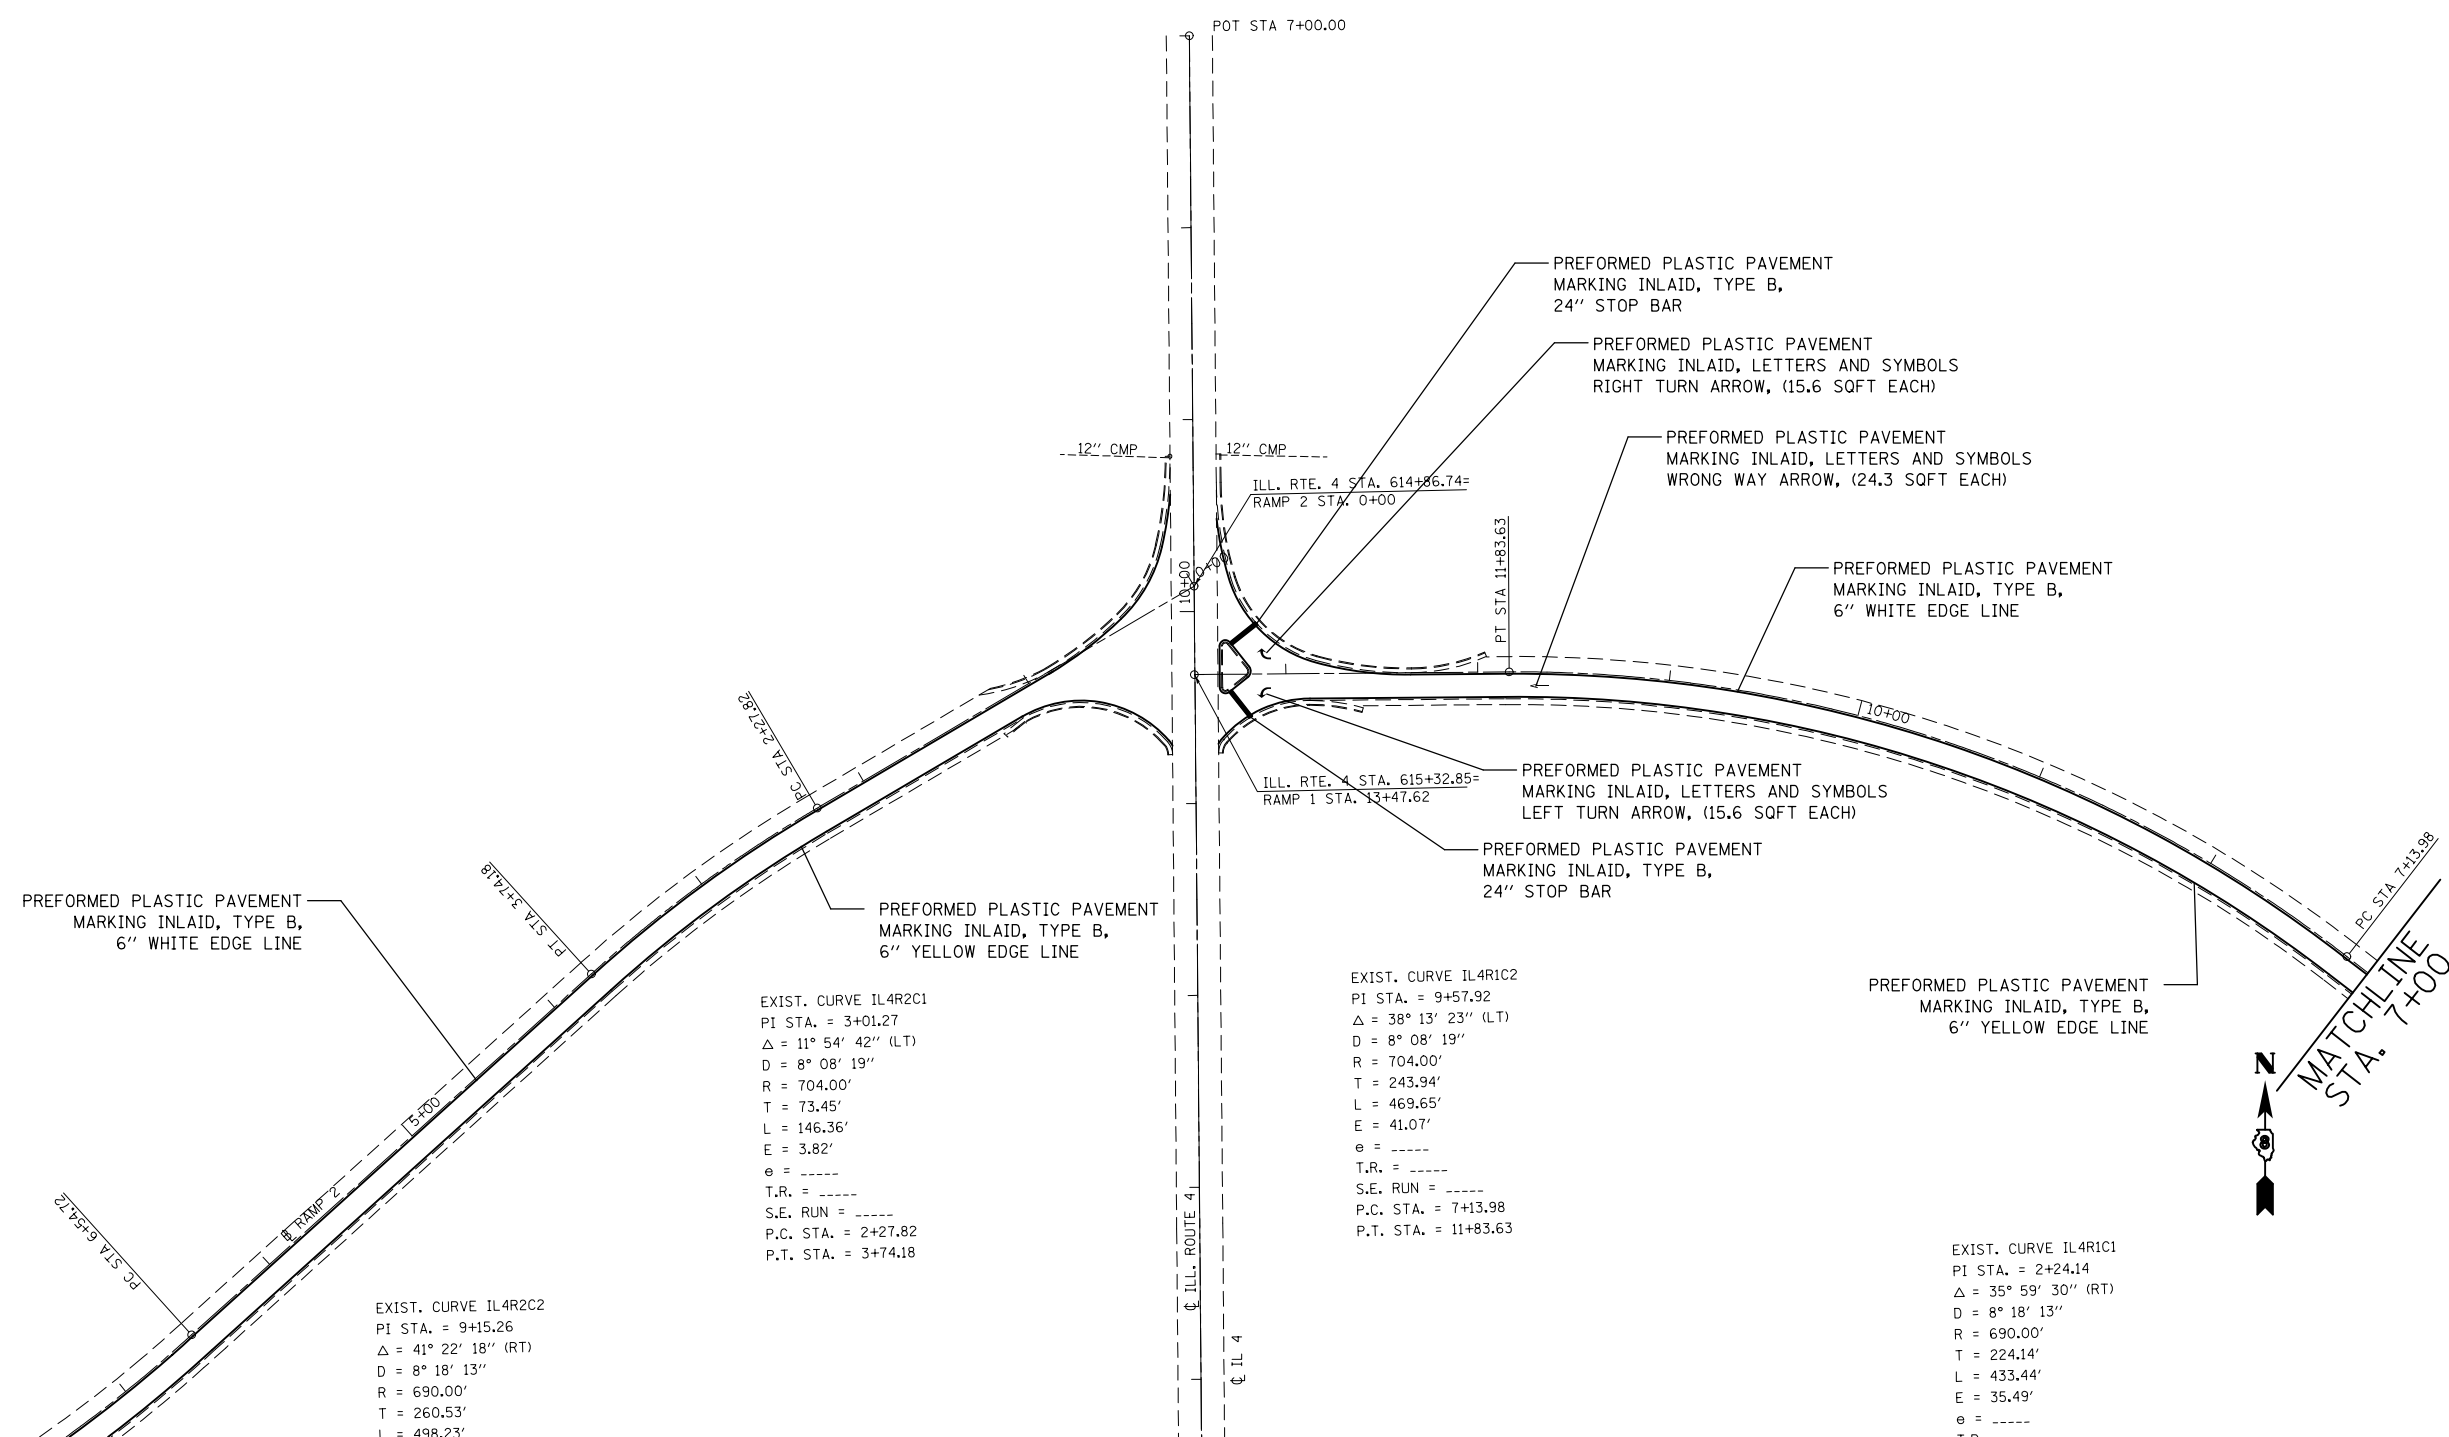 POT STA 7+00.00
PREFORMED PLASTIC PAVEMENT
MARKING INLAID, TYPE B,
24" STOP BAR
PREFORMED PLASTIC PAVEMENT
MARKING INLAID, LETTERS AND SYMBOLS
RIGHT TURN ARROW, (15.6 SQFT EACH)
PREFORMED PLASTIC PAVEMENT
MARKING INLAID, LETTERS AND SYMBOLS
WRONG WAY ARROW, (24.3 SQFT EACH)
12" CMP
12" CMP
ILL. RTE. 4 STA. 614+86.74=
RAMP 2 STA. 0+00
PT STA 11+83.63
10+00
0+00
PREFORMED PLASTIC PAVEMENT
MARKING INLAID, TYPE B,
6" WHITE EDGE LINE
10+00
PC STA 2+27.82
ILL. RTE. 4 STA. 615+32.85=
RAMP 1 STA. 13+47.62
PREFORMED PLASTIC PAVEMENT
MARKING INLAID, LETTERS AND SYMBOLS
LEFT TURN ARROW, (15.6 SQFT EACH)
PREFORMED PLASTIC PAVEMENT
MARKING INLAID, TYPE B,
24" STOP BAR
PC STA 7+13.98
PT STA 3+74.18
PREFORMED PLASTIC PAVEMENT
MARKING INLAID, TYPE B,
6" WHITE EDGE LINE
PREFORMED PLASTIC PAVEMENT
MARKING INLAID, TYPE B,
6" YELLOW EDGE LINE
PREFORMED PLASTIC PAVEMENT
MARKING INLAID, TYPE B,
6" YELLOW EDGE LINE
MATCHLINE
STA. 7+00
EXIST. CURVE IL4R2C1
PI STA. = 3+01.27
Δ = 11° 54' 42" (LT)
D = 8° 08' 19"
R = 704.00'
T = 73.45'
L = 146.36'
E = 3.82'
e = _____
T.R. = _____
S.E. RUN = _____
P.C. STA. = 2+27.82
P.T. STA. = 3+74.18
EXIST. CURVE IL4R1C2
PI STA. = 9+57.92
Δ = 38° 13' 23" (LT)
D = 8° 08' 19"
R = 704.00'
T = 243.94'
L = 469.65'
E = 41.07'
e = _____
T.R. = _____
S.E. RUN = _____
P.C. STA. = 7+13.98
P.T. STA. = 11+83.63
N
8
5+00
℄ RAMP 2
PC STA 6+54.72
℄ ILL. ROUTE 4
℄ IL 4
EXIST. CURVE IL4R2C2
PI STA. = 9+15.26
Δ = 41° 22' 18" (RT)
D = 8° 18' 13"
R = 690.00'
T = 260.53'
L = 498.23'
EXIST. CURVE IL4R1C1
PI STA. = 2+24.14
Δ = 35° 59' 30" (RT)
D = 8° 18' 13"
R = 690.00'
T = 224.14'
L = 433.44'
E = 35.49'
e = _____